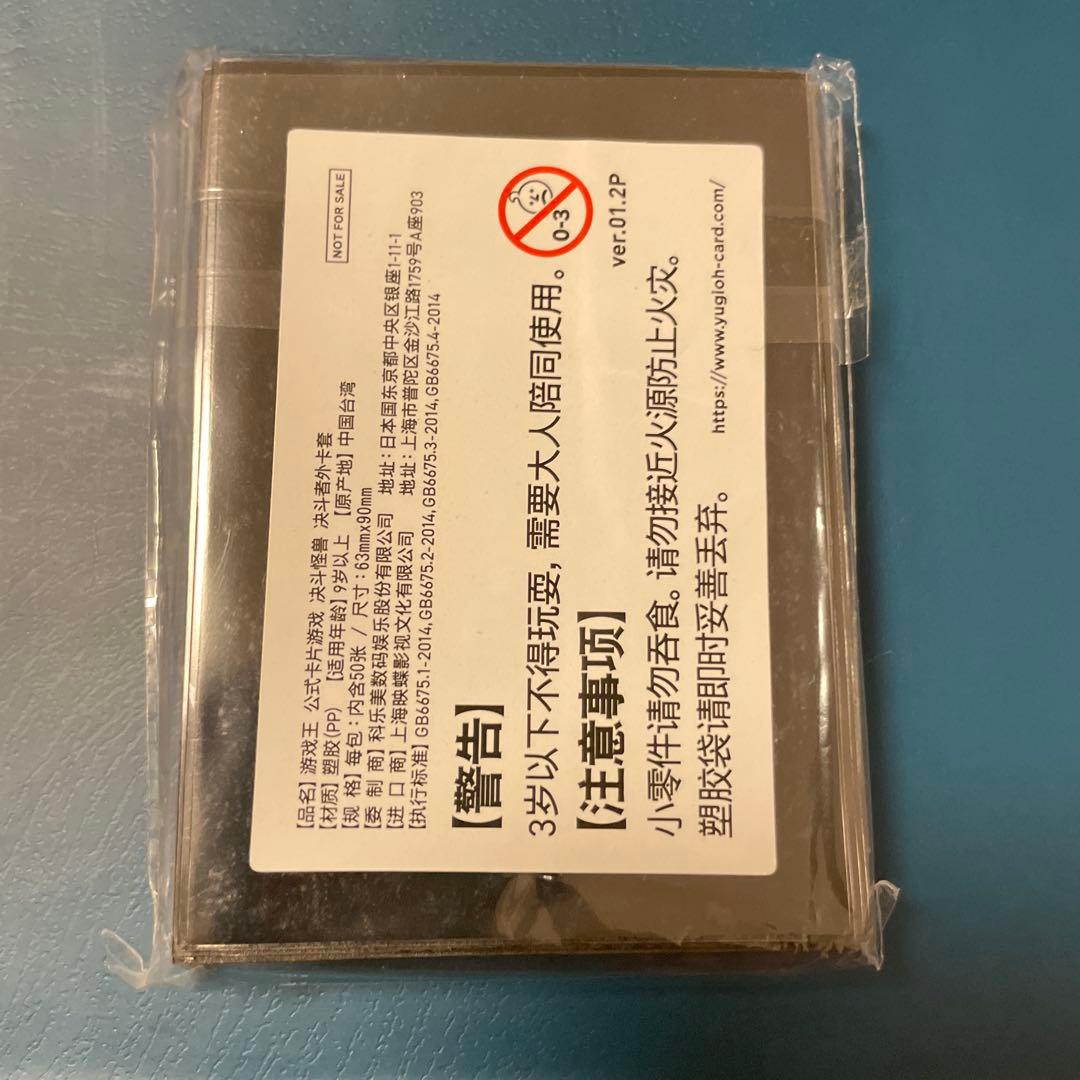 【品名】游戏王 公式卡片游戏 决斗怪兽 决斗者外卡套
NOT FOR SALE
【材质】塑胶(PP) 【适用年龄】9岁以上 【原产地】中国台湾
【规 格】每包：内含50张 / 尺寸：63mmx90mm
【委 制 商】科乐美数码娱乐股份有限公司 地址：日本国东京都中央区银座1-11-1
【进 口 商】上海映蝶影视文化有限公司 地址：上海市普陀区金沙江路1759号A座903
【执行标准】GB6675.1-2014,GB6675.2-2014,GB6675.3-2014,GB6675.4-2014
【警告】
3岁以下不得玩耍，需要大人陪同使用。
0-3
【注意事项】
ver.01.2P
小零件请勿吞食。请勿接近火源防止火灾。
塑胶袋请即时妥善丢弃。
https://www.yugioh-card.com/